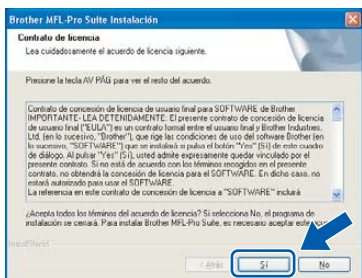 Brother MFL-Pro Suite Instalación
Contrato de licencia
Lea cuidadosamente el acuerdo de licencia siguiente.
Presione la tecla AV PÁG para ver el resto del acuerdo.
Contrato de concesión de licencia de usuario final para SOFTWARE de Brother
IMPORTANTE- LEA DETENIDAMENTE: El presente contrato de concesión de licencia
de usuario final ("EULA") es un contrato formal entre el usuario final y Brother Industries,
Ltd. (en lo sucesivo, "Brother"), que rige las condiciones de uso del software Brother (en
lo sucesivo, "SOFTWARE") que se instalará si pulsa el botón "Yes" (Sí) de este cuadro
de diálogo. Al pulsar "Yes" (Sí), usted admite expresamente quedar vinculado por el
presente contrato. Si no está de acuerdo con los términos recogidos en el presente
contrato, no obtendrá la concesión de licencia para el SOFTWARE. En dicho caso, no
estará autorizado para usar el SOFTWARE.
La referencia en este contrato de concesión de licencia a "SOFTWARE" incluirá
¿Acepta todos los términos del acuerdo de licencia? Si selecciona No, el programa de
instalación se cerrará. Para instalar Brother MFL-Pro Suite, es necesario aceptar este
InstallShield
< Atrás
Sí
No